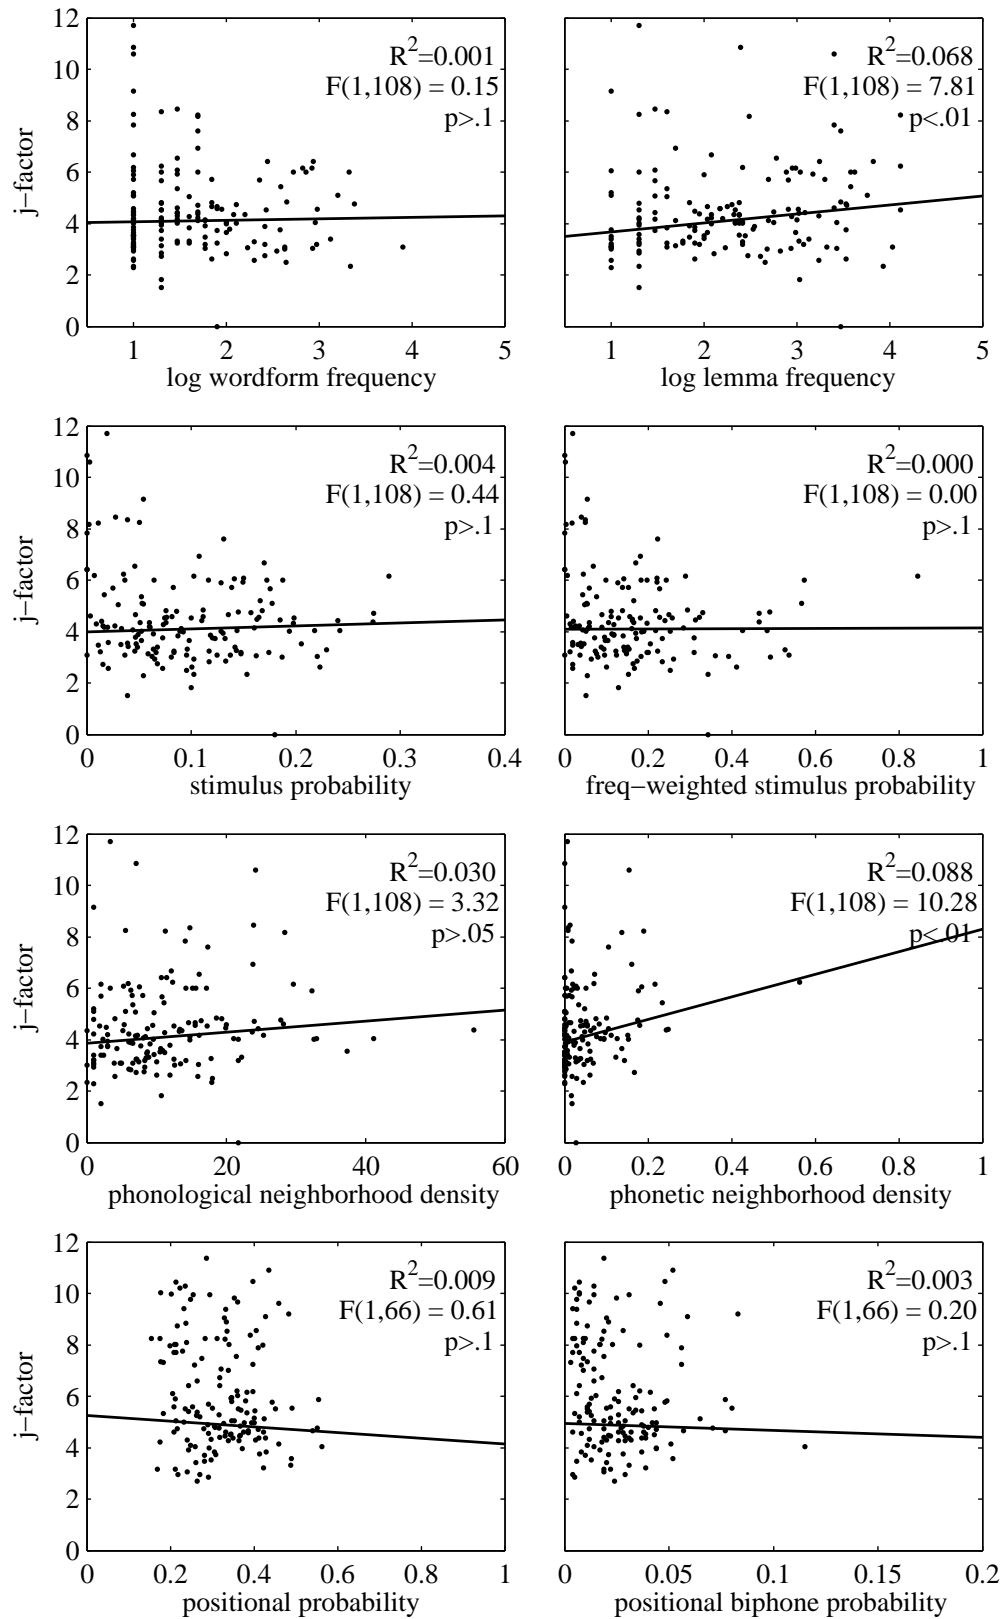 12
10
8
6
4
2
0
j−factor
R2=0.001
F(1,108) = 0.15
p>.1
1 2 3 4 5
log wordform frequency
R2=0.068
F(1,108) = 7.81
p<.01
1 2 3 4 5
log lemma frequency
12
10
8
6
4
2
0
j−factor
R2=0.004
F(1,108) = 0.44
p>.1
0 0.1 0.2 0.3 0.4
stimulus probability
R2=0.000
F(1,108) = 0.00
p>.1
0 0.2 0.4 0.6 0.8 1
freq−weighted stimulus probability
12
10
8
6
4
2
0
j−factor
R2=0.030
F(1,108) = 3.32
p>.05
0 20 40 60
phonological neighborhood density
R2=0.088
F(1,108) = 10.28
p<.01
0 0.2 0.4 0.6 0.8 1
phonetic neighborhood density
12
10
8
6
4
2
0
j−factor
R2=0.009
F(1,66) = 0.61
p>.1
0 0.2 0.4 0.6 0.8 1
positional probability
R2=0.003
F(1,66) = 0.20
p>.1
0 0.05 0.1 0.15 0.2
positional biphone probability